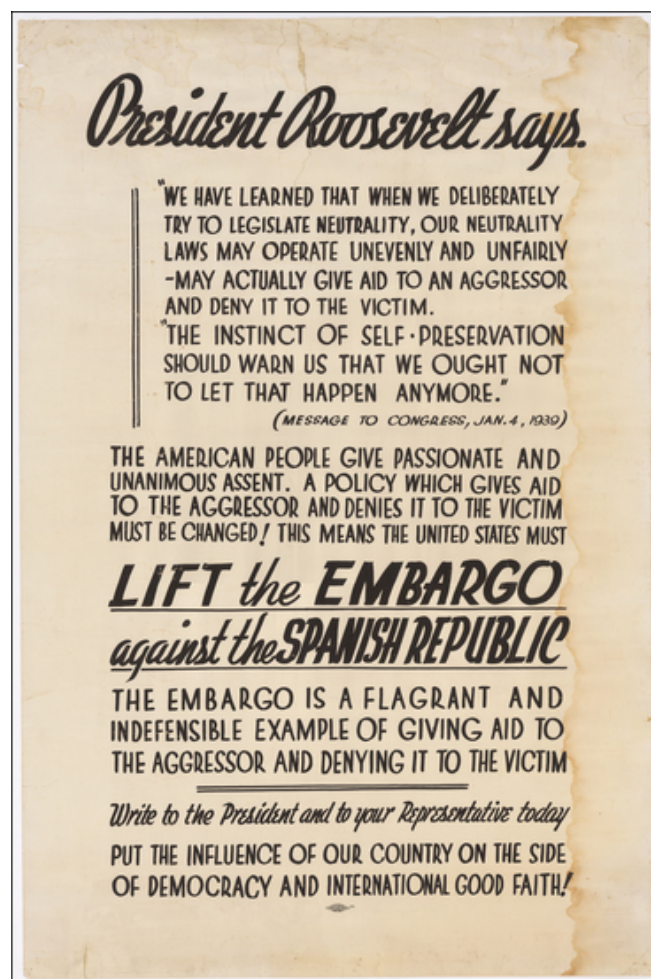 President Roosevelt says.
"WE HAVE LEARNED THAT WHEN WE DELIBERATELY
TRY TO LEGISLATE NEUTRALITY, OUR NEUTRALITY
LAWS MAY OPERATE UNEVENLY AND UNFAIRLY
-MAY ACTUALLY GIVE AID TO AN AGGRESSOR
AND DENY IT TO THE VICTIM.
"THE INSTINCT OF SELF-PRESERVATION
SHOULD WARN US THAT WE OUGHT NOT
TO LET THAT HAPPEN ANYMORE."
(MESSAGE TO CONGRESS, JAN. 4, 1939)
THE AMERICAN PEOPLE GIVE PASSIONATE AND
UNANIMOUS ASSENT. A POLICY WHICH GIVES AID
TO THE AGGRESSOR AND DENIES IT TO THE VICTIM
MUST BE CHANGED! THIS MEANS THE UNITED STATES MUST
LIFT the EMBARGO
against the SPANISH REPUBLIC
THE EMBARGO IS A FLAGRANT AND
INDEFENSIBLE EXAMPLE OF GIVING AID TO
THE AGGRESSOR AND DENYING IT TO THE VICTIM
Write to the President and to your Representative today
PUT THE INFLUENCE OF OUR COUNTRY ON THE SIDE
OF DEMOCRACY AND INTERNATIONAL GOOD FAITH!